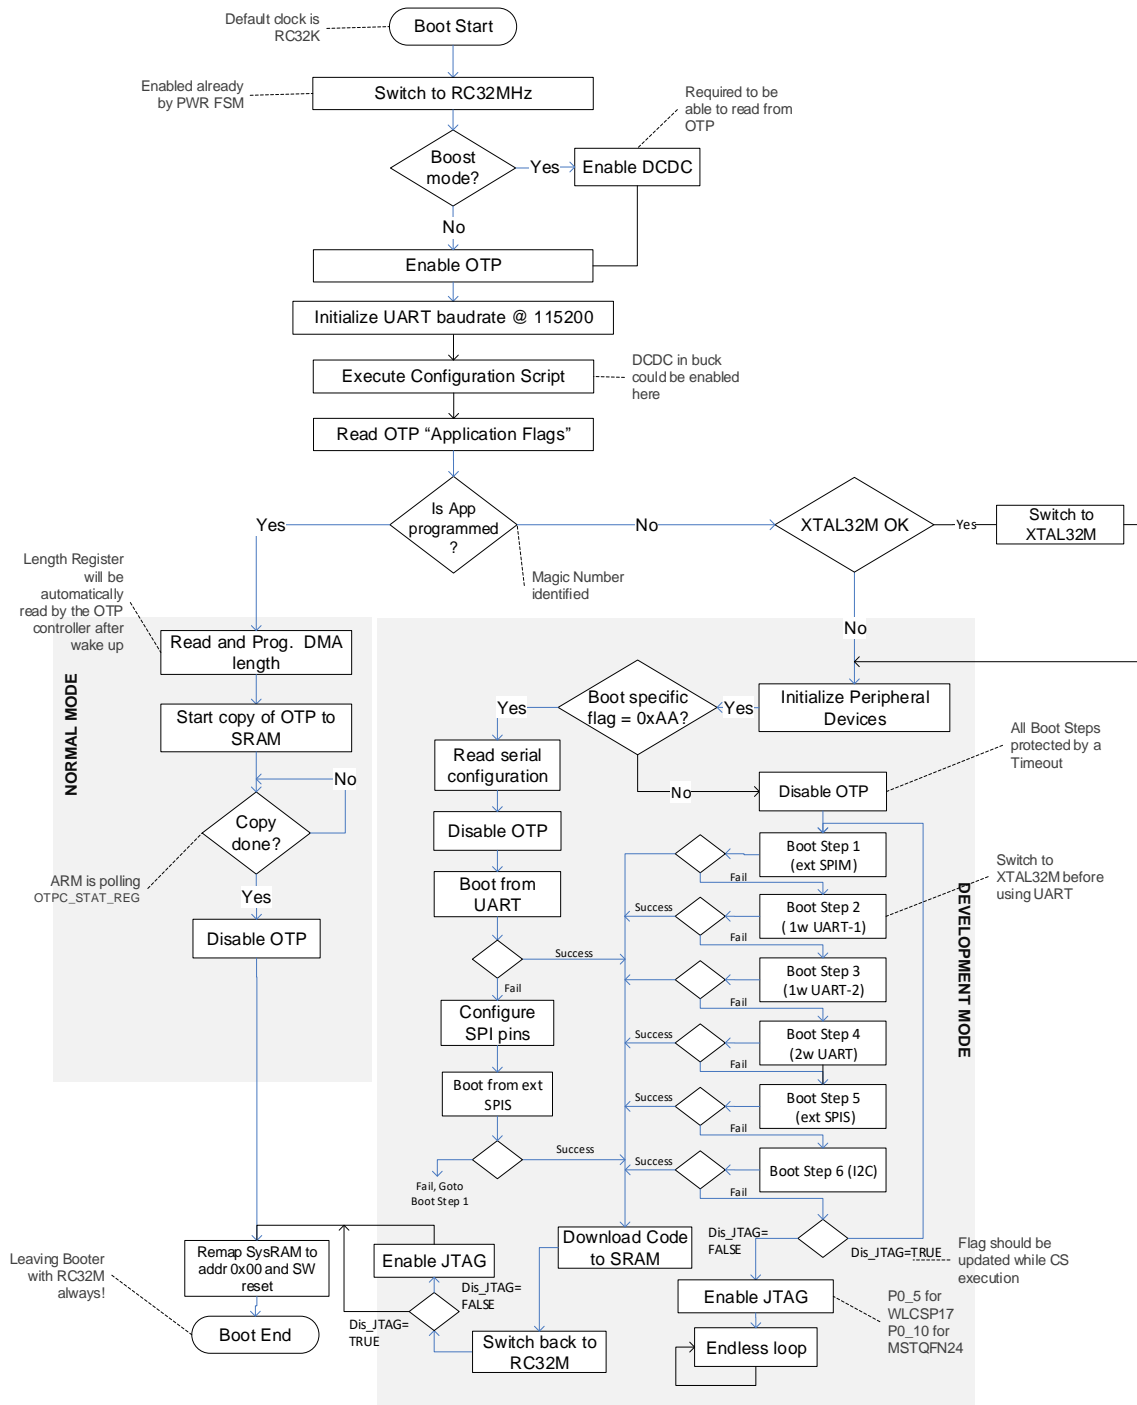 Default clock is
RC32K
Boot Start
Enabled already
by PWR FSM
Switch to RC32MHz
Required to be
able to read from
OTP
Boost
mode?
Yes
Enable DCDC
No
Enable OTP
Initialize UART baudrate @ 115200
Execute Configuration Script
DCDC in buck
could be enabled
here
Read OTP “Application Flags”
Is App
programmed
?
Yes
No
XTAL32M OK
Yes
Switch to
XTAL32M
Magic Number
identified
Length Register
will be
automatically
read by the OTP
controller after
wake up
No
NORMAL MODE
Read and Prog. DMA
length
Start copy of OTP to
SRAM
No
Copy
done?
ARM is polling
OTPC_STAT_REG
Yes
Disable OTP
DEVELOPMENT MODE
Initialize Peripheral
Devices
Yes
Boot specific
flag = 0xAA?
Yes
No
Read serial
configuration
Disable OTP
Boot from
UART
Success
Fail
Configure
SPI pins
Boot from ext
SPIS
Success
Fail, Goto
Boot Step 1
All Boot Steps
protected by a
Timeout
Disable OTP
Boot Step 1
(ext SPIM)
Fail
Switch to
XTAL32M before
using UART
Success
Boot Step 2
( 1w UART-1)
Fail
Boot Step 3
(1w UART-2)
Fail
Success
Boot Step 4
(2w UART)
Fail
Success
Boot Step 5
(ext SPIS)
Fail
Success
Boot Step 6 (I2C)
Fail
Dis_JTAG=
FALSE
Dis_JTAG=TRUE
Flag should be
updated while CS
execution
Enable JTAG
P0_5 for
WLCSP17
P0_10 for
MSTQFN24
Endless loop
Download Code
to SRAM
Switch back to
RC32M
Enable JTAG
Dis_JTAG=
FALSE
Dis_JTAG=
TRUE
Leaving Booter
with RC32M
always!
Remap SysRAM to
addr 0x00 and SW
reset
Boot End